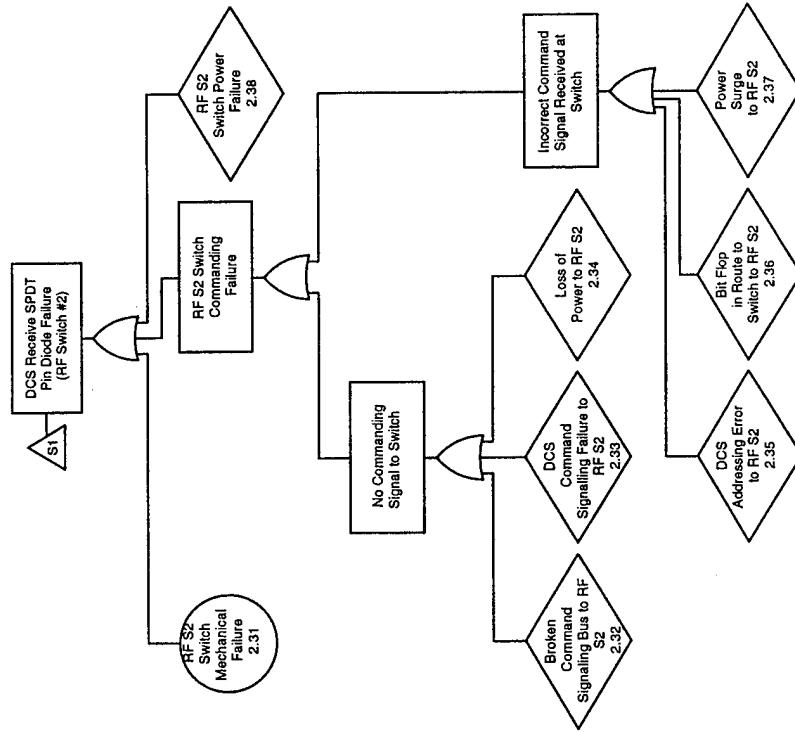 DCS Receive SPDT
Pin Diode Failure
(RF Switch #2)
S1
RF S2
Switch
Mechanical
Failure
2.31
RF S2 Switch
Commanding
Failure
RF S2
Switch Power
Failure
2.38
No Commanding
Signal to Switch
Incorrect Command
Signal Received at
Switch
Broken
Command
Signaling Bus to RF
S2
2.32
DCS
Command
Signalling Failure to
RF S2
2.33
Loss of
Power to RF S2
2.34
DCS
Addressing Error
to RF S2
2.35
Bit Flop
in Route to
Switch to RF S2
2.36
Power
Surge
to RF S2
2.37